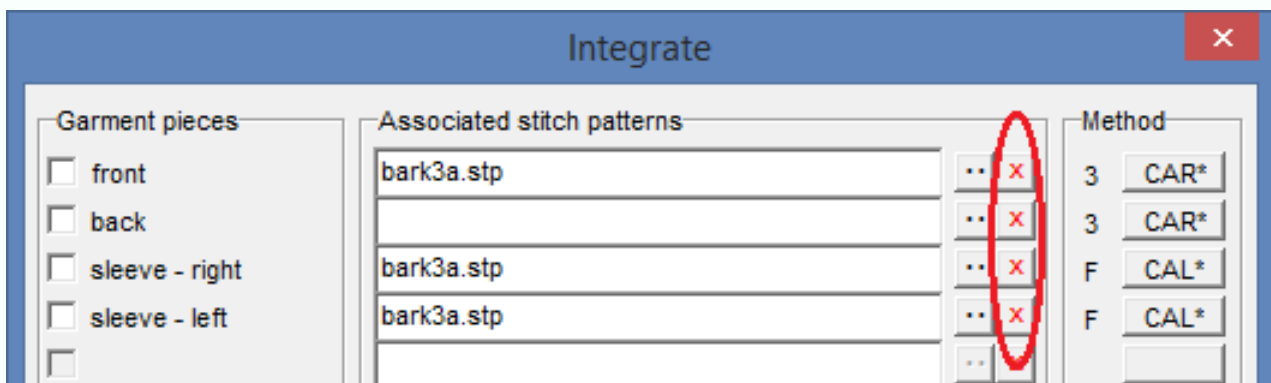 Integrate
Garment pieces Associated stitch patterns Method
front bark3a.stp .. x 3 CAR*
back .. x 3 CAR*
sleeve - right bark3a.stp .. x F CAL*
sleeve - left bark3a.stp .. x F CAL*
..